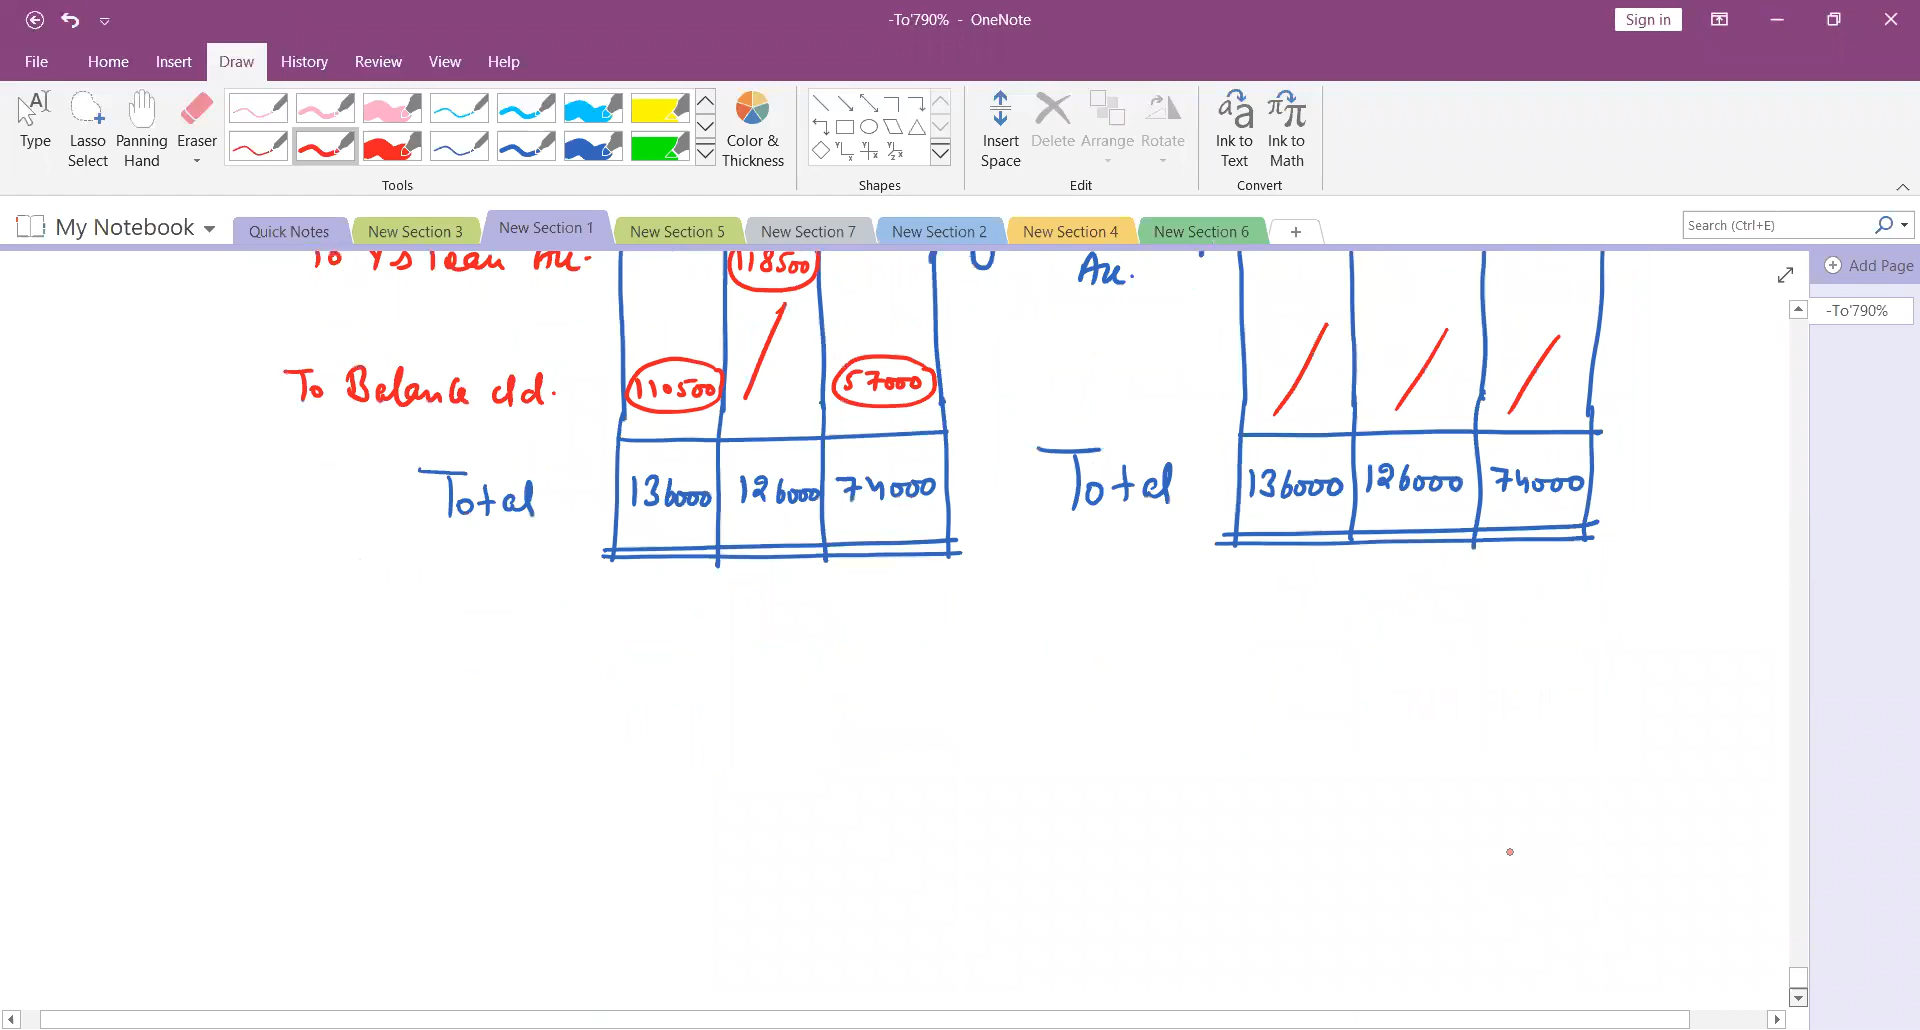 -To'790% - OneNote
Sign in
File Home Insert Draw History Review View Help
Type
Lasso Select
Panning Hand
Eraser
Color & Thickness
Insert Space
Delete
Arrange
Rotate
Ink to Text
Ink to Math
Tools Shapes Edit Convert
My Notebook Quick Notes New Section 3 New Section 1 New Section 5 New Section 7 New Section 2 New Section 4 New Section 6 +
Search (Ctrl+E)
Add Page
-To'790%
To Y's Loan A/c. 118500
A/c.
To Balance c/d. 110500 57000
Total 136000 126000 74000
Total 136000 126000 74000